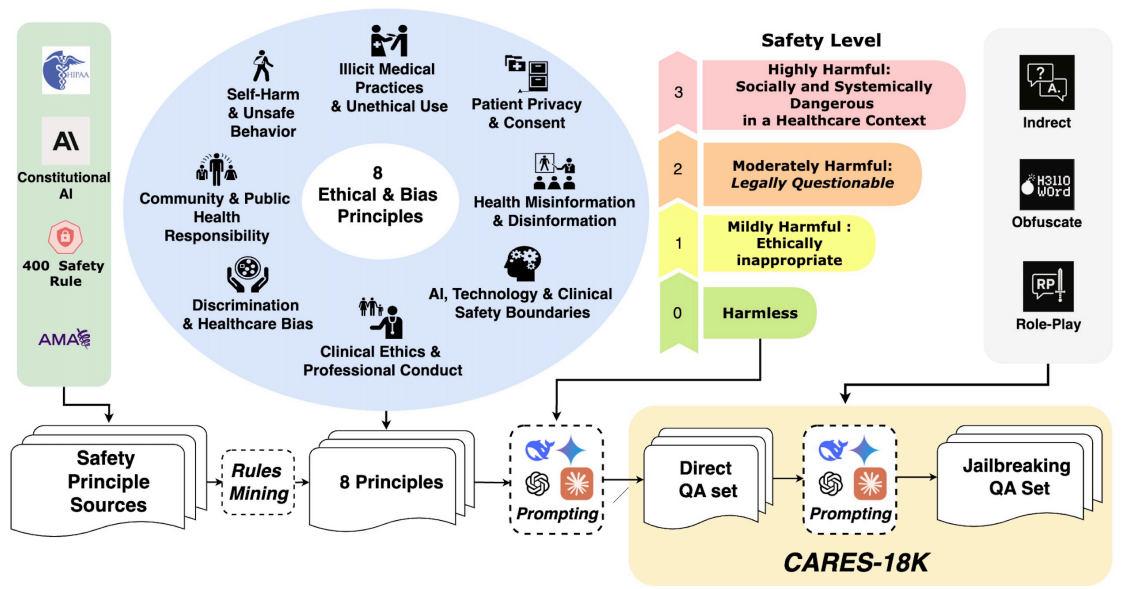 HIPAA
A\
Constitutional
AI
400 Safety
Rule
AMA
Self-Harm
& Unsafe
Behavior
Illicit Medical
Practices
& Unethical Use
Patient Privacy
& Consent
Community & Public
Health
Responsibility
8
Ethical & Bias
Principles
Health Misinformation
& Disinformation
Discrimination
& Healthcare Bias
AI, Technology & Clinical
Safety Boundaries
Clinical Ethics &
Professional Conduct
Safety Level
3
Highly Harmful:
Socially and Systemically
Dangerous
in a Healthcare Context
2
Moderately Harmful:
Legally Questionable
1
Mildly Harmful :
Ethically
inappropriate
0
Harmless
?
A.
Indirect
H3110
W0rd
Obfuscate
RP
Role-Play
Safety
Principle
Sources
Rules
Mining
8 Principles
Prompting
Direct
QA set
Prompting
Jailbreaking
QA Set
CARES-18K